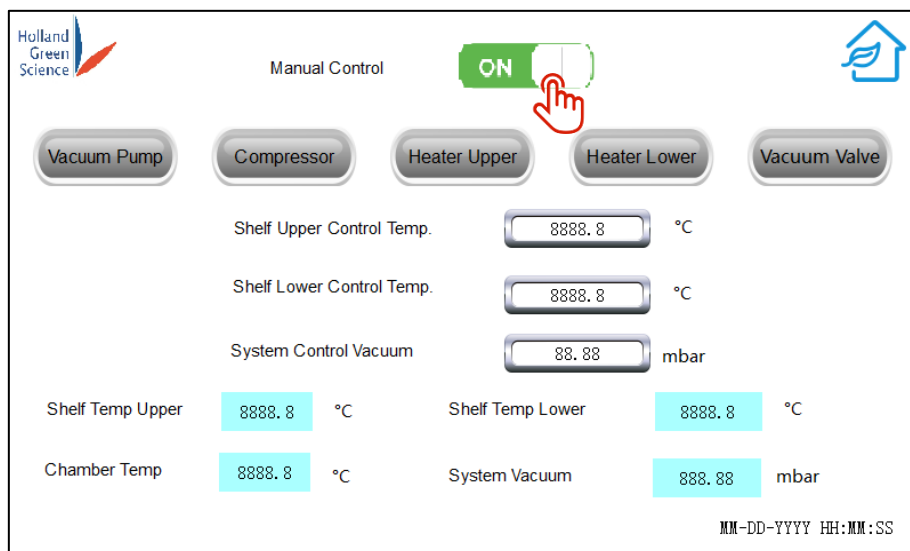 Holland
Green
Science
Manual Control ON
Vacuum Pump Compressor Heater Upper Heater Lower Vacuum Valve
Shelf Upper Control Temp. 8888.8 °C
Shelf Lower Control Temp. 8888.8 °C
System Control Vacuum 88.88 mbar
Shelf Temp Upper 8888.8 °C Shelf Temp Lower 8888.8 °C
Chamber Temp 8888.8 °C System Vacuum 888.88 mbar
MM-DD-YYYY HH:MM:SS